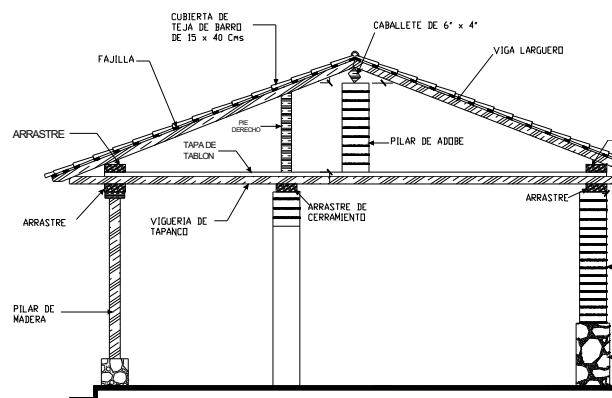 CUBIERTA DE
TEJA DE BARRO
DE 15 x 40 Cms
CABALLETE DE 6" x 4"
FAJILLA
VIGA LARGUERO
ARRASTRE
PIE
DERECHO
PILAR DE ADOBE
TAPA DE
TABLON
ARRASTRE
VIGUERIA DE
TAPANCO
ARRASTRE DE
CERRAMIENTO
ARRASTRE
PILAR DE
MADERA